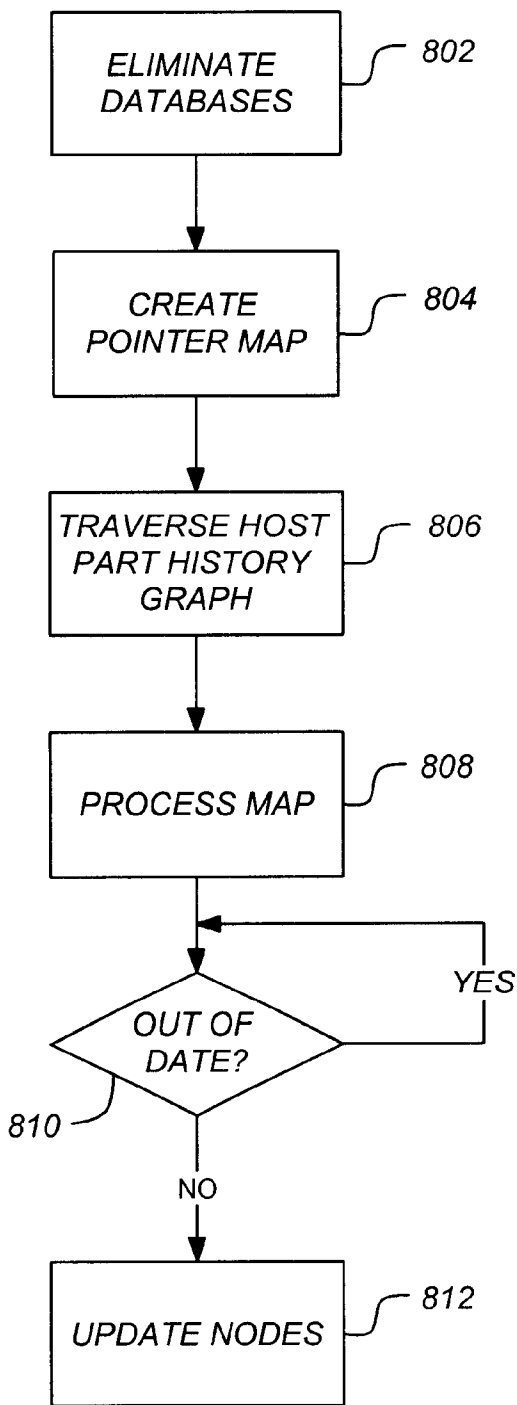 ELIMINATE
DATABASES
802
CREATE
POINTER MAP
804
TRAVERSE HOST
PART HISTORY
GRAPH
806
PROCESS MAP
808
YES
OUT OF
DATE?
810
NO
UPDATE NODES
812